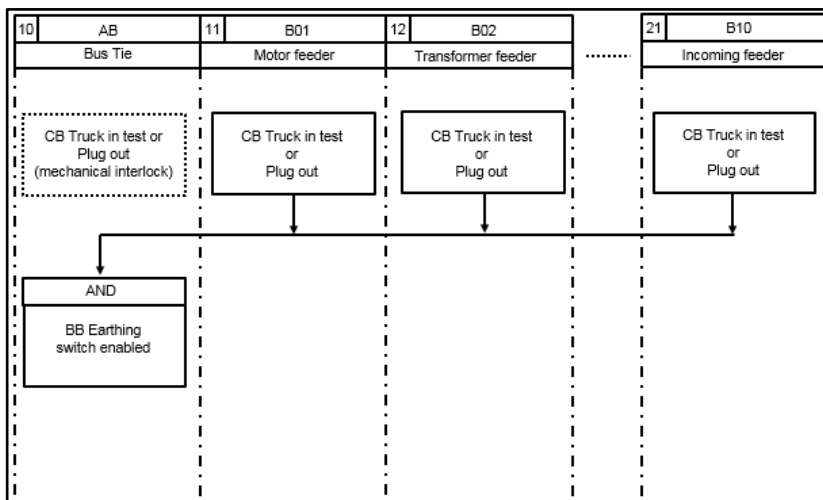 10 AB 11 B01 12 B02 21 B10
Bus Tie Motor feeder Transformer feeder Incoming feeder
CB Truck in test or
Plug out
(mechanical interlock)
CB Truck in test
or
Plug out
CB Truck in test
or
Plug out
CB Truck in test
or
Plug out
AND
BB Earthing
switch enabled